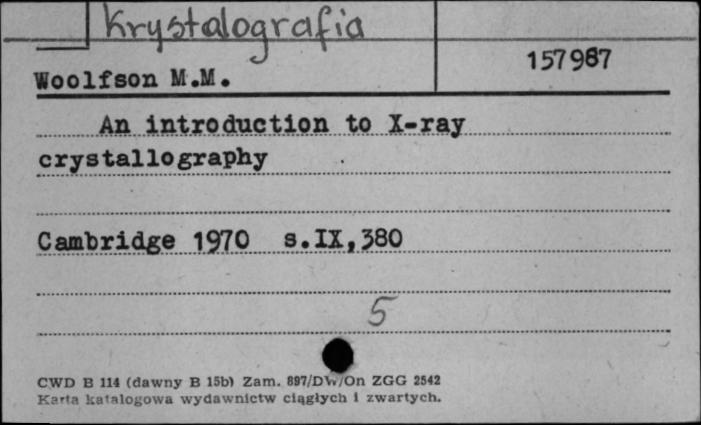 Krystalografia
157987
Woolfson M.M.
An introduction to X-ray
crystallography
Cambridge 1970 s.IX,380
5
CWD B 114 (dawny B 15b) Zam. 897/DW/On ZGG 2542
Karta katalogowa wydawnictw ciągłych i zwartych.